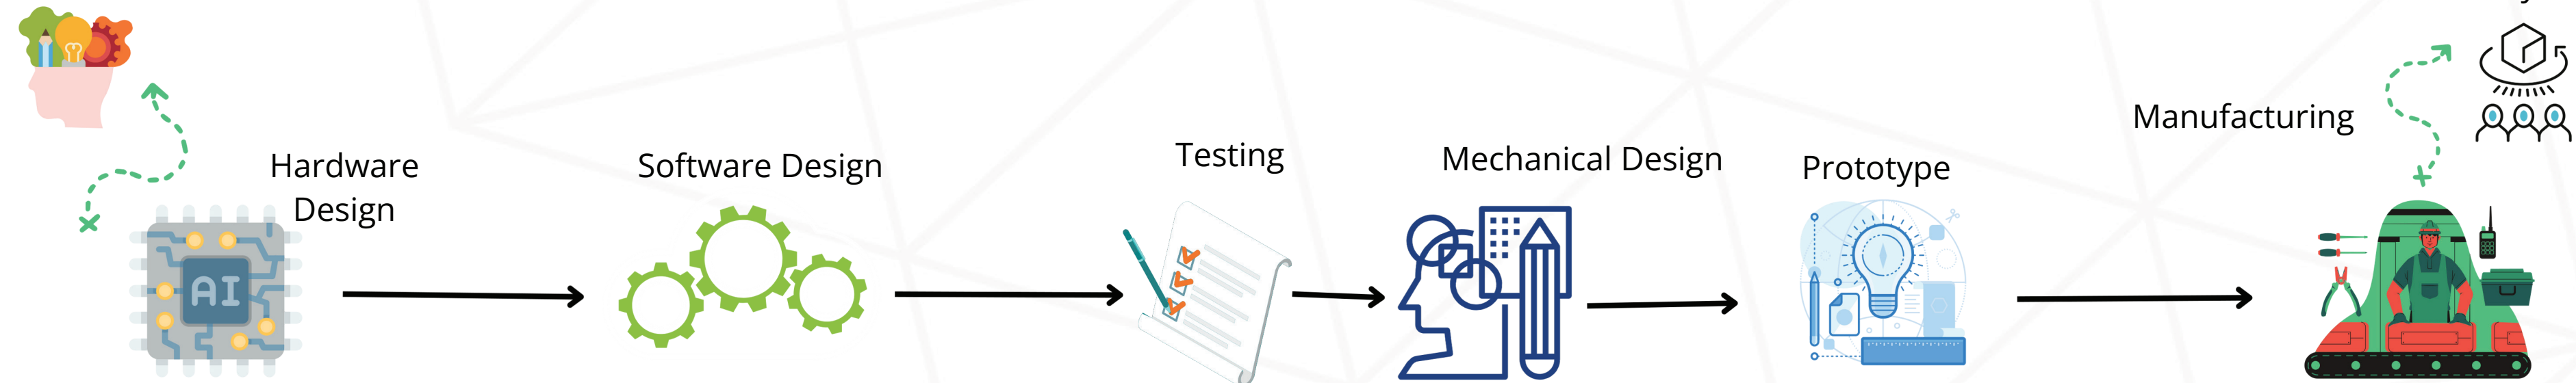 Hardware
Design
Software Design
Testing
Mechanical Design
Prototype
Manufacturing
AI